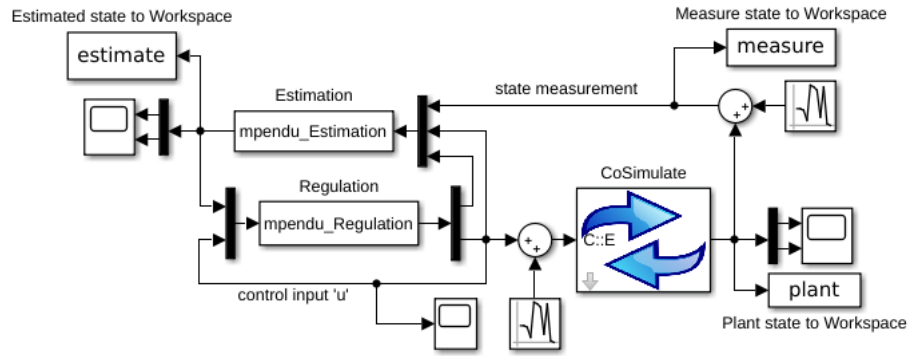 Estimated state to Workspace
Measure state to Workspace
estimate
measure
state measurement
Estimation
mpendu_Estimation
CoSimulate
Regulation
mpendu_Regulation
C::E
control input 'u'
plant
Plant state to Workspace